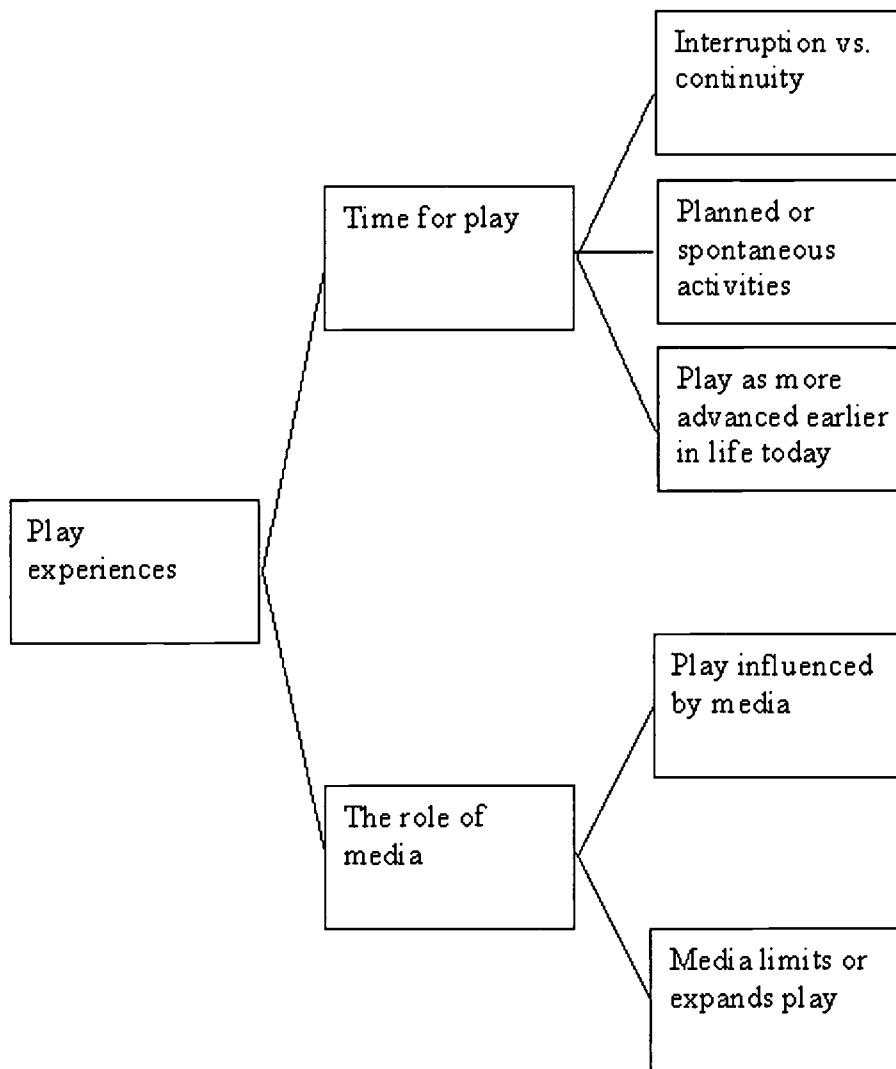 Interruption vs.
continuity
Time for play
Planned or
spontaneous
activities
Play as more
advanced earlier
in life today
Play
experiences
Play influenced
by media
The role of
media
Media limits or
expands play